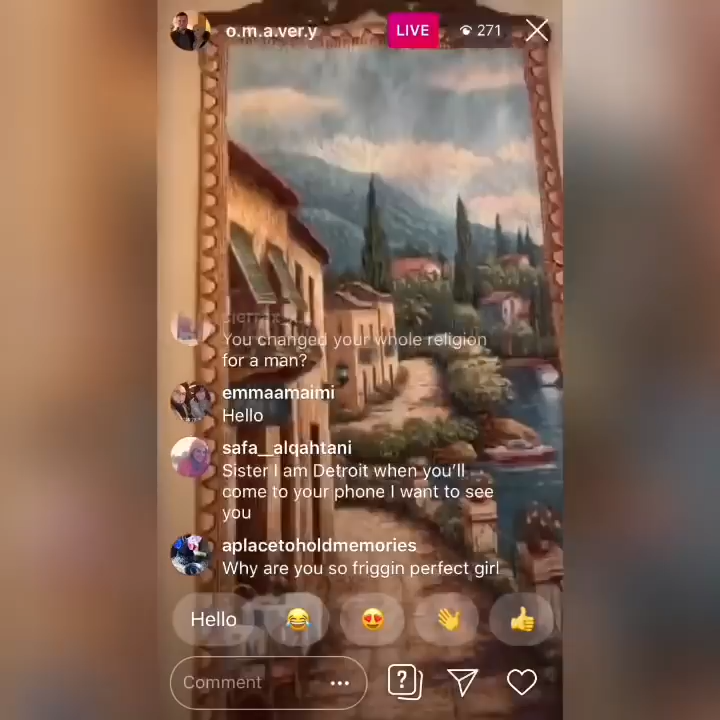 o.m.a.ver.y
LIVE
271
You changed your whole religion
for a man?
emmaamaimi
Hello
safa__alqahtani
Sister I am Detroit when you'll
come to your phone I want to see
you
aplacetoholdmemories
Why are you so friggin perfect girl
Hello
Comment